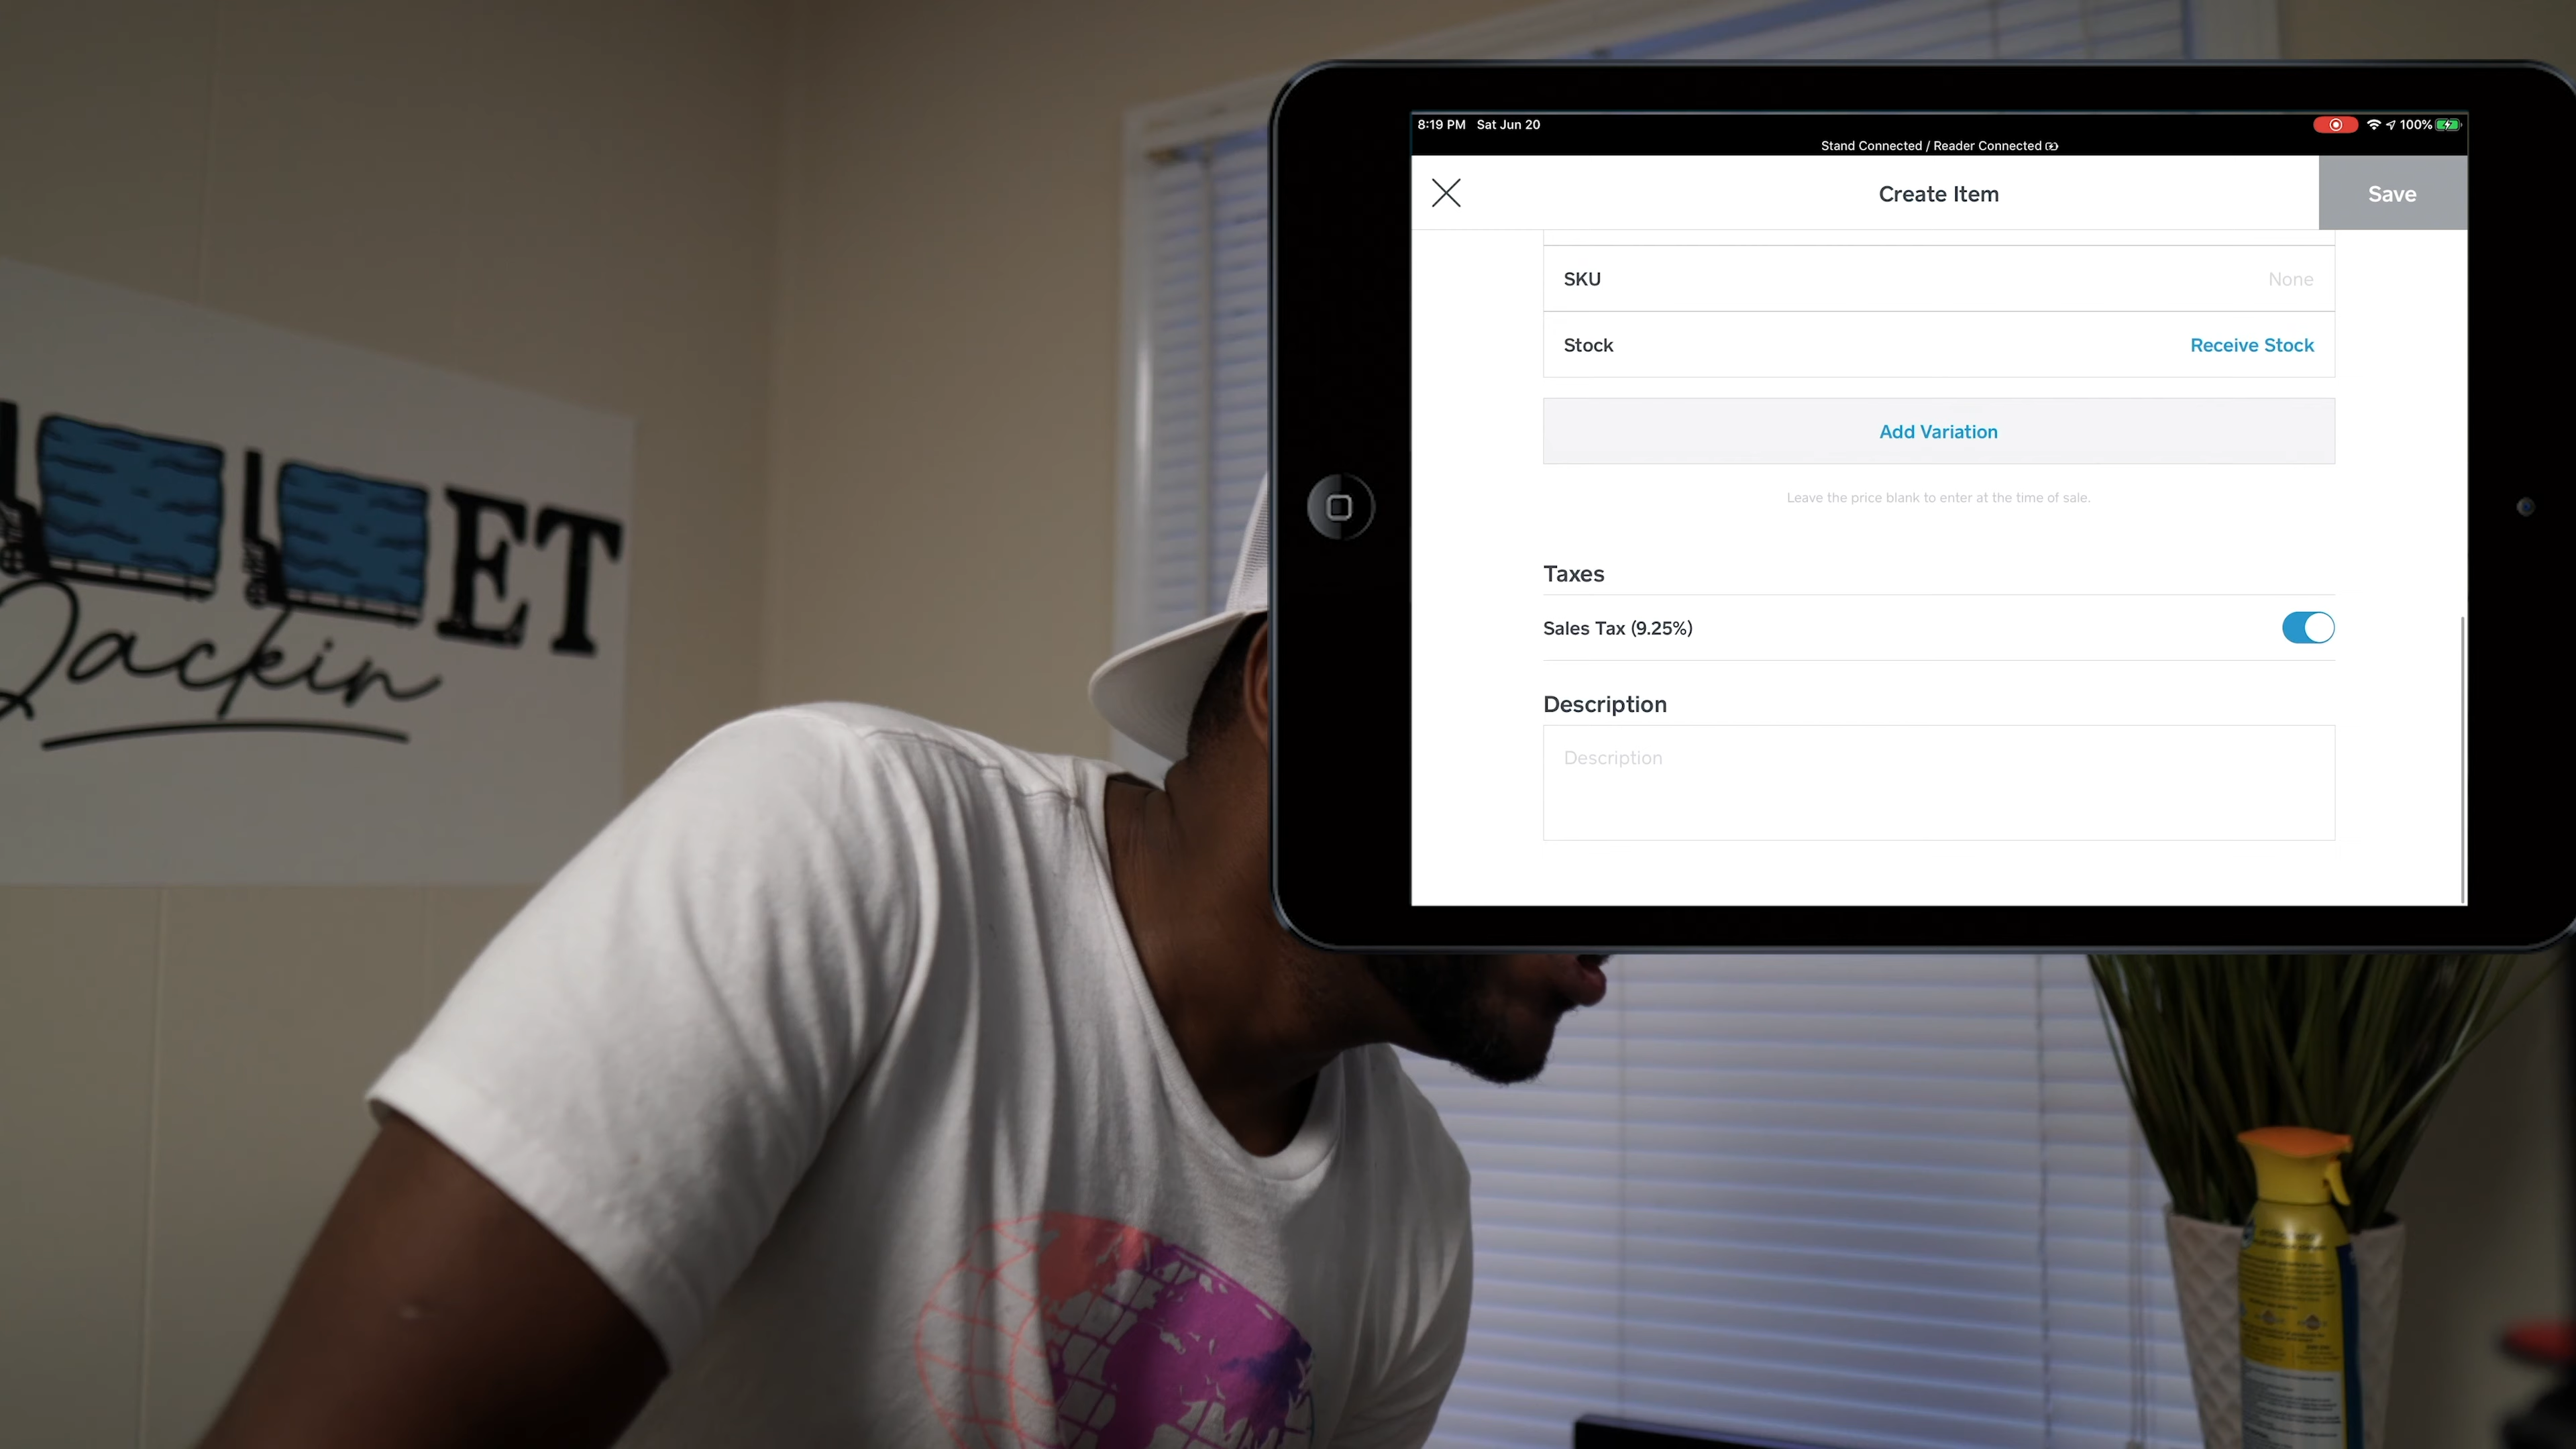 ET
Jackin
8:19 PM Sat Jun 20
100%
Stand Connected / Reader Connected
Create Item
Save
SKU
None
Stock
Receive Stock
Add Variation
Leave the price blank to enter at the time of sale.
Taxes
Sales Tax (9.25%)
Description
Description